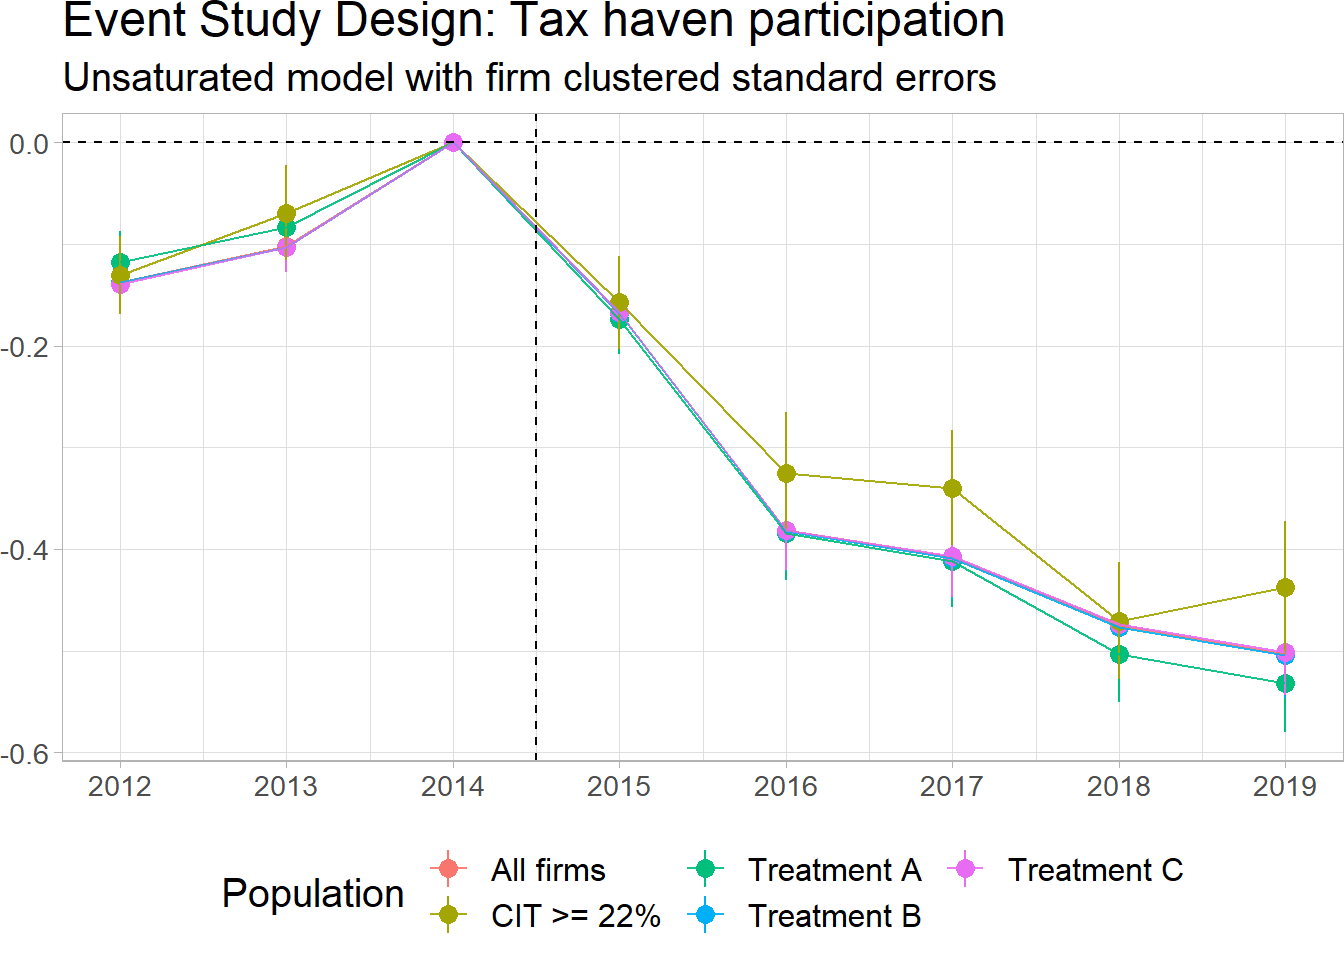 Event Study Design: Tax haven participation
Unsaturated model with firm clustered standard errors
0.0
-0.2
-0.4
-0.6
2012 2013 2014 2015 2016 2017 2018 2019
Population
All firms Treatment A Treatment C
CIT >= 22% Treatment B